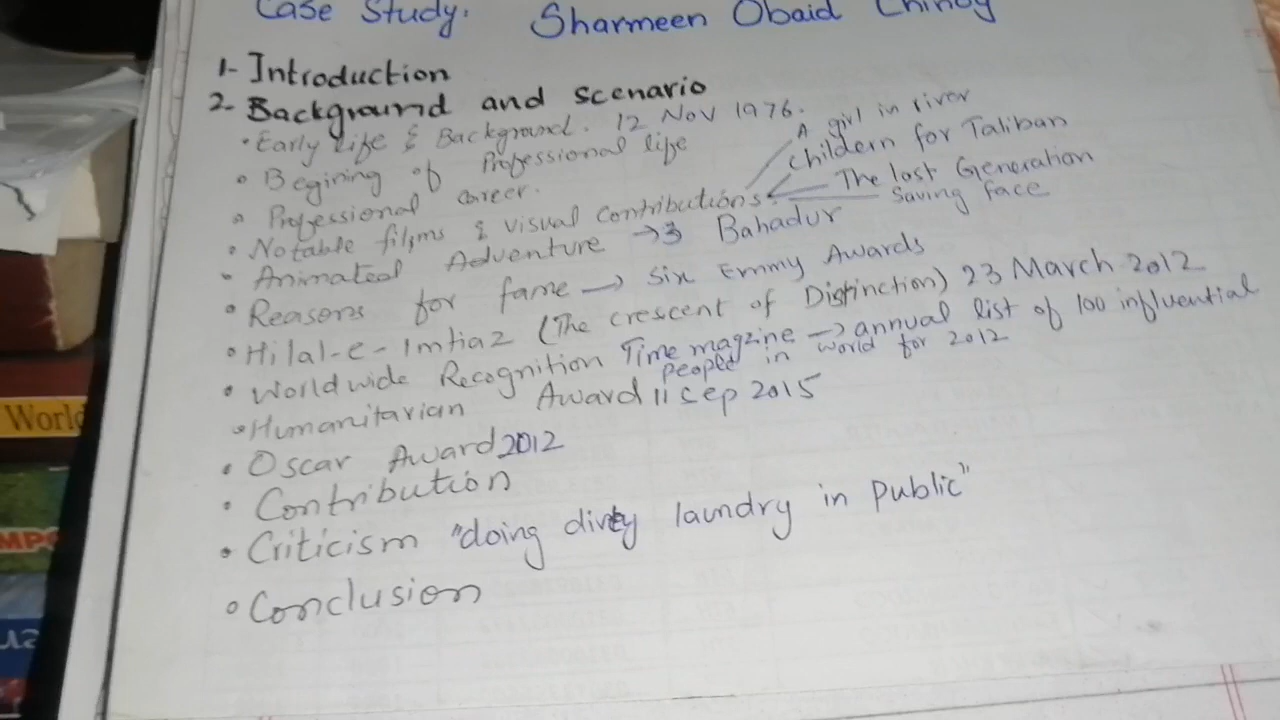 Case Study. Sharmeen Obaid Chinoy
1- Introduction
2- Background and scenario
• Early life & Background. 12 Nov 1976.
• Begining of Professional life
• Professional career.
• Notable films & visual contributions.
A girl in river
Childern for Taliban
The lost Generation
Saving face
• Animated Adventure → 3 Bahadur
• Reasons for fame → Six Emmy Awards
• Hilal-e-Imtiaz (The crescent of Distinction) 23 March 2012
• Worldwide Recognition Time magzine → annual list of 100 influential
people in world for 2012
• Humanitarian Award 11 Sep 2015
• Oscar Award 2012
• Contribution
• Criticism "doing dirty laundry in public"
• Conclusion
World